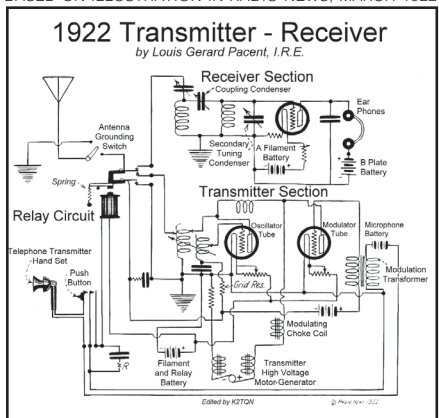 BASED ON ILLUSTRATION IN RADIO NEWS, MARCH 1922
1922 Transmitter - Receiver
by Louis Gerard Pacent, I.R.E.
Receiver Section
Coupling Condenser
Antenna
Grounding
Switch
Ear
Phones
Secondary
Tuning
Condenser
A Filament
Battery
B Plate
Battery
Spring
Relay Circuit
Transmitter Section
Oscillator
Tube
Modulator
Tube
Microphone
Battery
Telephone Transmitter
Hand Set
Push
Button
Modulation
Transformer
Grid Res.
Modulating
Choke Coil
R
Filament
and Relay
Battery
Transmitter
High Voltage
Motor-Generator
Edited by K2TQN